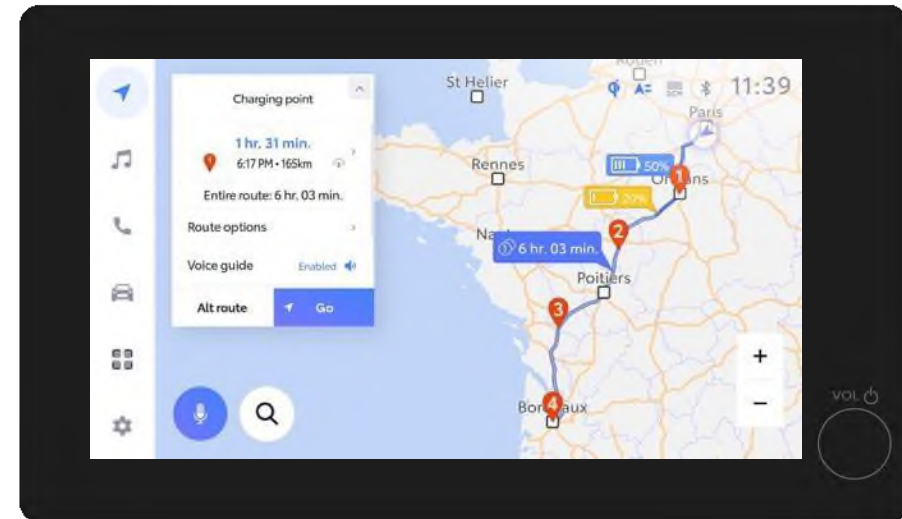 Charging point
1 hr. 31 min.
6:17 PM • 165km
Entire route: 6 hr. 03 min.
Route options
Voice guide Enabled
Alt route
Go
St Helier
11:39
Paris
Rennes
50%
1
20%
2
6 hr. 03 min.
Poitiers
3
4
+
−
VOL